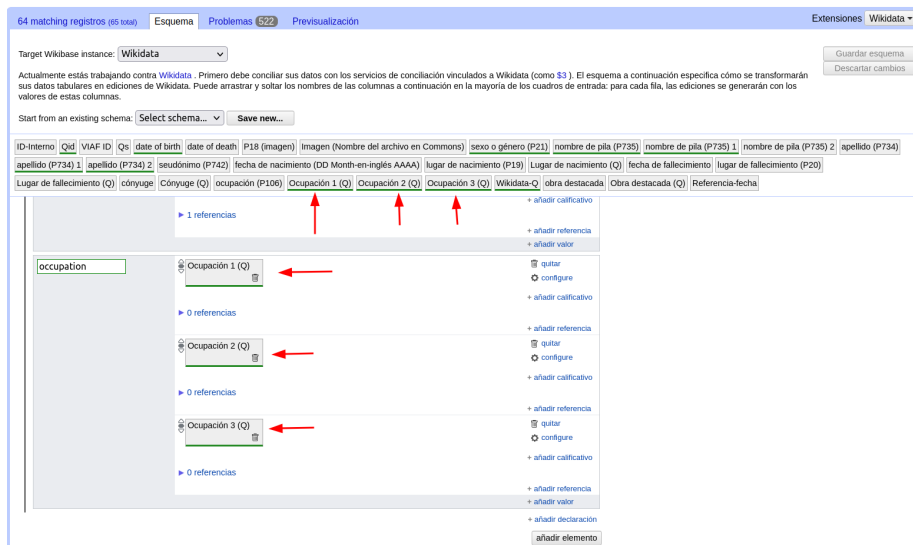 64 matching registros (65 total) Esquema Problemas 522 Previsualización Extensiones Wikidata
Target Wikibase instance: Wikidata
Guardar esquema
Descartar cambios
Actualmente estás trabajando contra Wikidata . Primero debe conciliar sus datos con los servicios de conciliación vinculados a Wikidata (como $3 ). El esquema a continuación especifica cómo se transformarán
sus datos tabulares en ediciones de Wikidata. Puede arrastrar y soltar los nombres de las columnas a continuación en la mayoría de los cuadros de entrada: para cada fila, las ediciones se generarán con los
valores de estas columnas.
Start from an existing schema: Select schema... Save new...
ID-Interno Qid VIAF ID Qs date of birth date of death P18 (imagen) Imagen (Nombre del archivo en Commons) sexo o género (P21) nombre de pila (P735) nombre de pila (P735) 1 nombre de pila (P735) 2 apellido (P734)
apellido (P734) 1 apellido (P734) 2 seudónimo (P742) fecha de nacimiento (DD Month-en-inglés AAAA) lugar de nacimiento (P19) Lugar de nacimiento (Q) fecha de fallecimiento lugar de fallecimiento (P20)
Lugar de fallecimiento (Q) cónyuge Cónyuge (Q) ocupación (P106) Ocupación 1 (Q) Ocupación 2 (Q) Ocupación 3 (Q) Wikidata-Q obra destacada Obra destacada (Q) Referencia-fecha
+ añadir calificativo
1 referencias
+ añadir referencia
+ añadir valor
occupation Ocupación 1 (Q) quitar
configure
+ añadir calificativo
0 referencias
+ añadir referencia
Ocupación 2 (Q) quitar
configure
+ añadir calificativo
0 referencias
+ añadir referencia
Ocupación 3 (Q) quitar
configure
+ añadir calificativo
0 referencias
+ añadir referencia
+ añadir valor
+ añadir declaración
añadir elemento